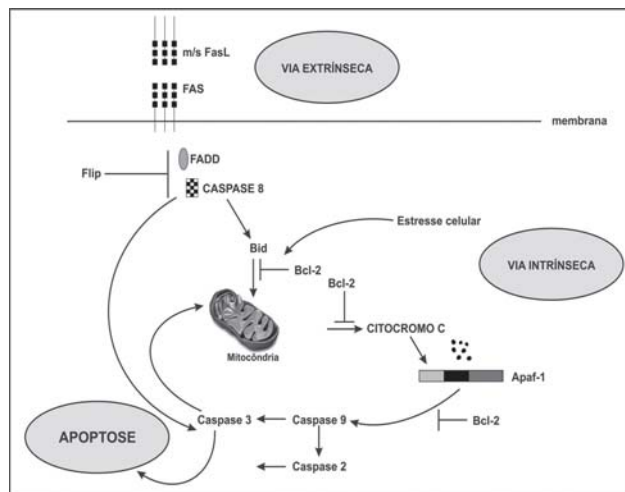 m/s FasL
VIA EXTRÍNSECA
FAS
membrana
FADD
Flip
CASPASE 8
Estresse celular
Bid
Bcl-2
VIA INTRÍNSECA
Bcl-2
CITOCROMO C
Mitocôndria
Apaf-1
Caspase 3
Caspase 9
Bcl-2
APOPTOSE
Caspase 2